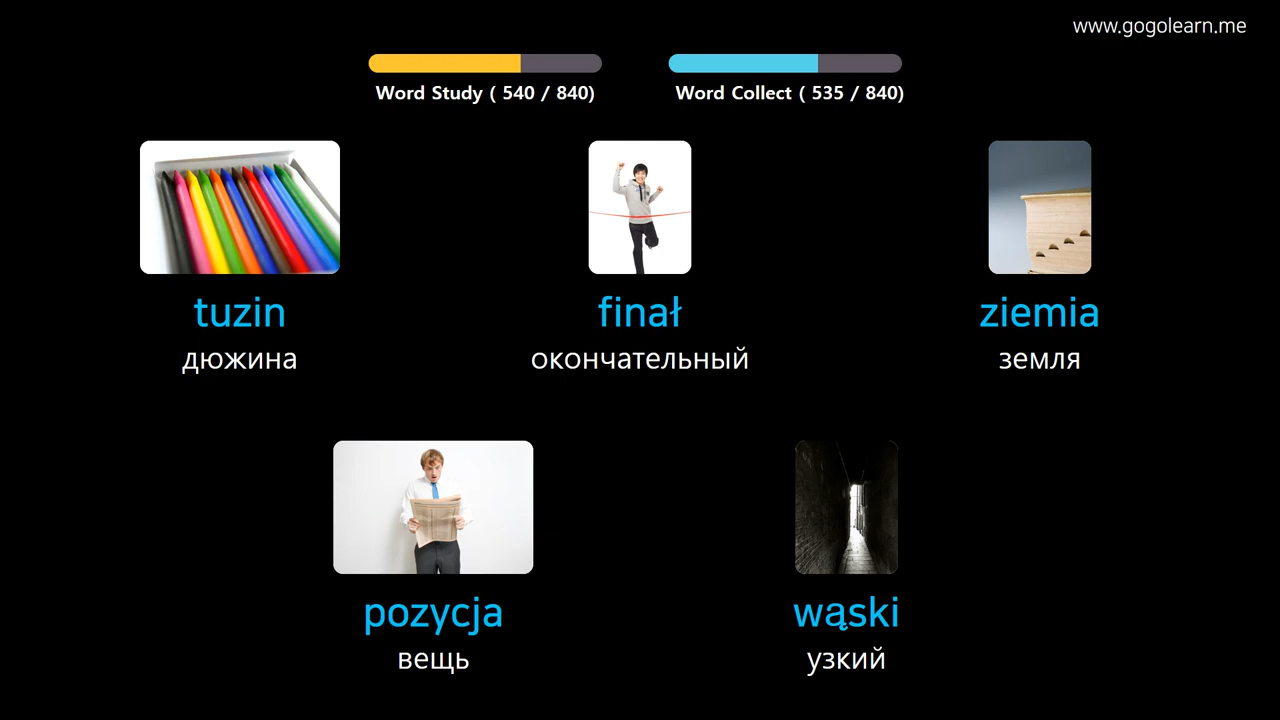 www.gogolearn.me
Word Study ( 540 / 840)
Word Collect ( 535 / 840)
tuzin
дюжина
finał
окончательный
ziemia
земля
pozycja
вещь
wąski
узкий